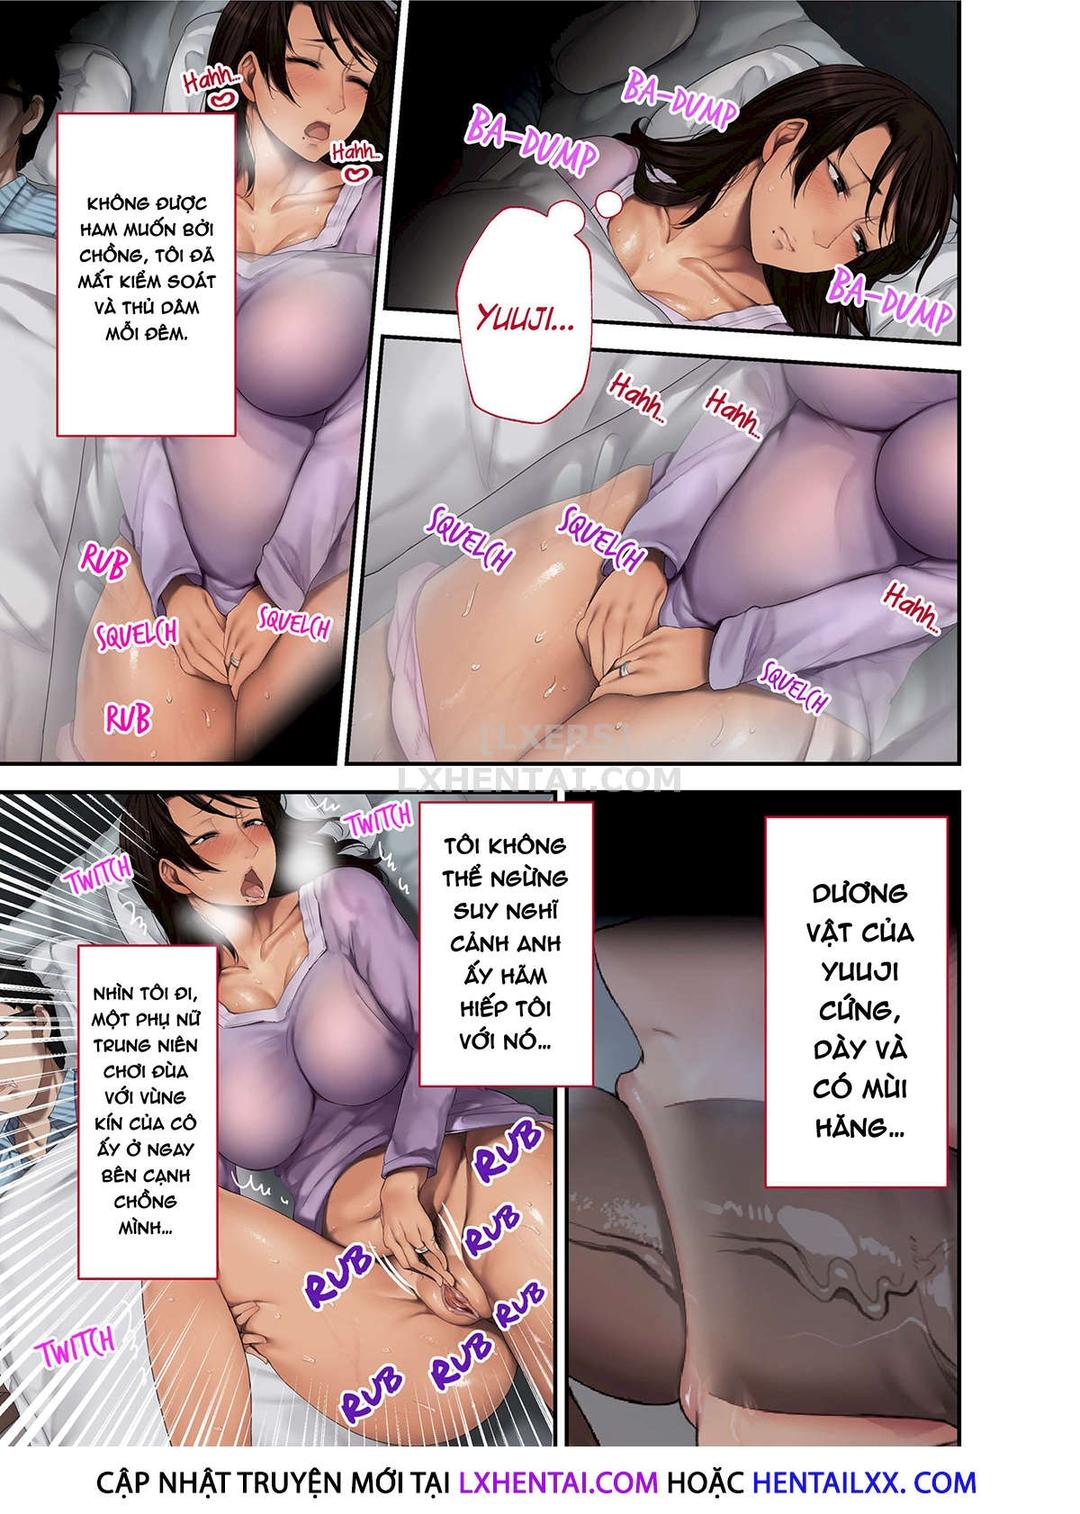 BA-DUMP
BA-DUMP
BA-DUMP
YUUJI...
Hahh...
Hahh...
KHÔNG ĐƯỢC
HAM MUỐN BỞI
CHỒNG, TÔI ĐÃ
MẤT KIỂM SOÁT
VÀ THỦ DÂM
MỖI ĐÊM.
RUB
SQUELCH
SQUELCH
RUB
Hahh...
Hahh...
SQUELCH
SQUELCH
Hahh...
SQUELCH
[LXERS]
LXHENTAI.COM
DƯƠNG
VẬT CỦA
YUUJI
CỨNG,
DÀY VÀ
CÓ MÙI
HĂNG...
TÔI KHÔNG
THỂ NGỪNG
SUY NGHĨ
CẢNH ANH
ẤY HÃM
HIẾP TÔI
VỚI NÓ...
TWITCH
TWITCH
NHÌN TÔI ĐI,
MỘT PHỤ NỮ
TRUNG NIÊN
CHƠI ĐÙA
VỚI VÙNG
KÍN CỦA CÔ
ẤY Ở NGAY
BÊN CẠNH
CHỒNG
MÌNH...
RUB
RUB
RUB
RUB
RUB
RUB
TWITCH
CẬP NHẬT TRUYỆN MỚI TẠI LXHENTAI.COM HOẶC HENTAILXX. COM